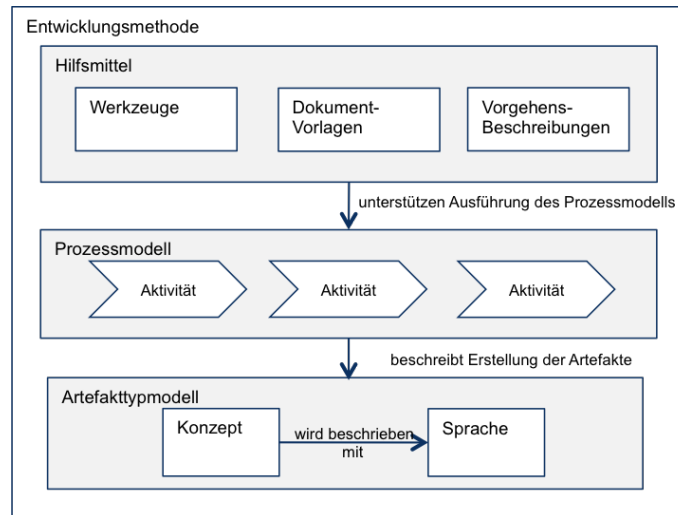 Entwicklungsmethode
Hilfsmittel
Werkzeuge
Dokument-
Vorlagen
Vorgehens-
Beschreibungen
unterstützen Ausführung des Prozessmodells
Prozessmodell
Aktivität
Aktivität
Aktivität
beschreibt Erstellung der Artefakte
Artefakttypmodell
Konzept
wird beschrieben
mit
Sprache